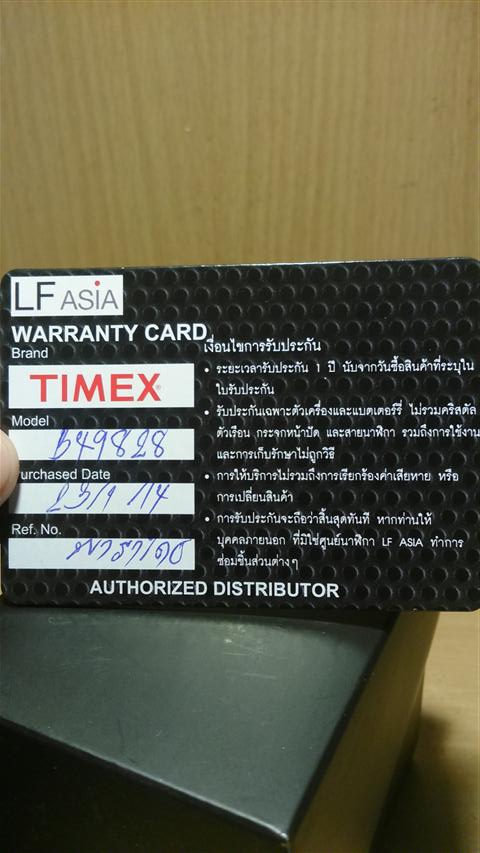 LF ASIA
WARRANTY CARD
Brand
TIMEX
Model
Purchased Date
23/1/14
Ref. No.
เงื่อนไขการรับประกัน
• ระยะเวลารับประกัน 1 ปี นับจากวันซื้อสินค้าที่ระบุใน
ใบรับประกัน
• รับประกันเฉพาะตัวเครื่องและแบตเตอร์รี่ ไม่รวมคริสตัล
ตัวเรือน กระจกหน้าปัด และสายนาฬิกา รวมถึงการใช้งาน
และการเก็บรักษาไม่ถูกวิธี
• การให้บริการไม่รวมถึงการเรียกร้องค่าเสียหาย หรือ
การเปลี่ยนสินค้า
• การรับประกันจะถือว่าสิ้นสุดทันที หากท่านให้
บุคคลภายนอก ที่มิใช่ศูนย์นาฬิกา LF ASIA ทำการ
ซ่อมชิ้นส่วนต่างๆ
AUTHORIZED DISTRIBUTOR